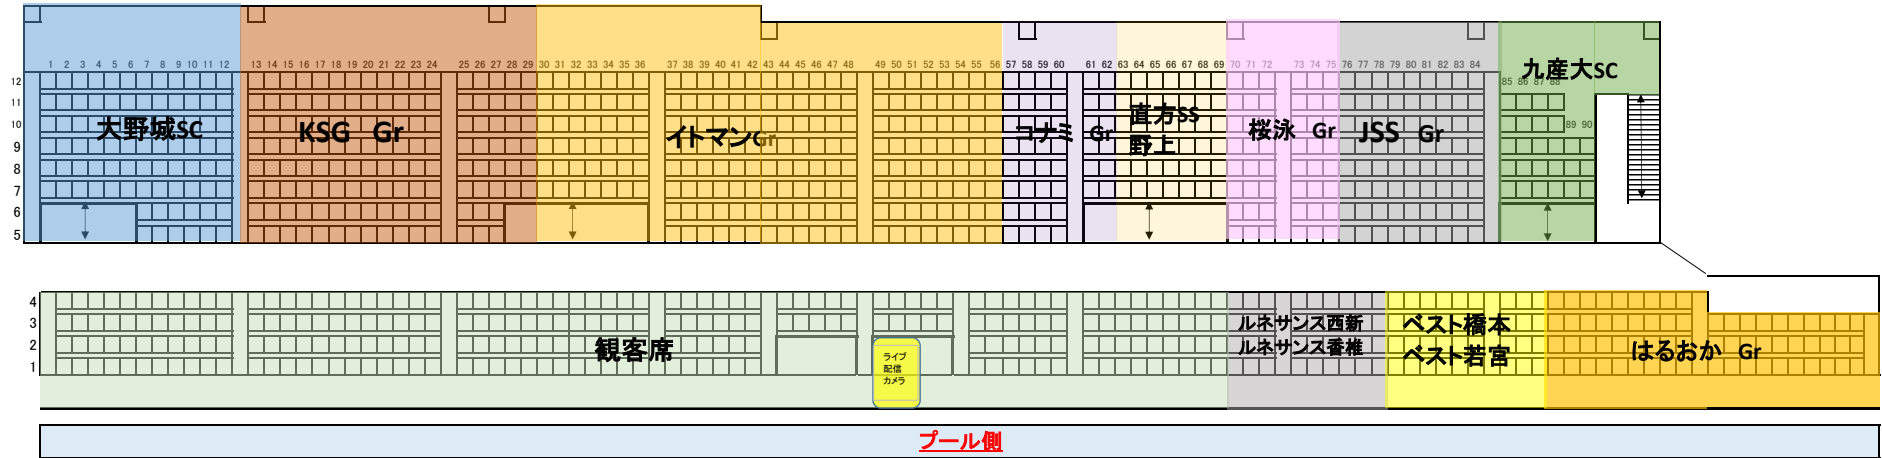 1 2 3 4 5 6 7 8 9 10 11 12 13 14 15 16 17 18 19 20 21 22 23 24 25 26 27 28 29 30 31 32 33 34 35 36 37 38 39 40 41 42 43 44 45 46 47 48 49 50 51 52 53 54 55 56 57 58 59 60 61 62 63 64 65 66 67 68 69 70 71 72 73 74 75 76 77 78 79 80 81 82 83 84
85 86 87 88
89 90
12
11
10
9
8
7
6
5
大野城SC
KSG Gr
イトマンGr
コナミ Gr
直方SS
野上
桜泳 Gr
JSS Gr
九産大SC
4
3
2
1
観客席
ライブ
配信
カメラ
ルネサンス西新
ルネサンス香椎
ベスト橋本
ベスト若宮
はるおか Gr
プール側